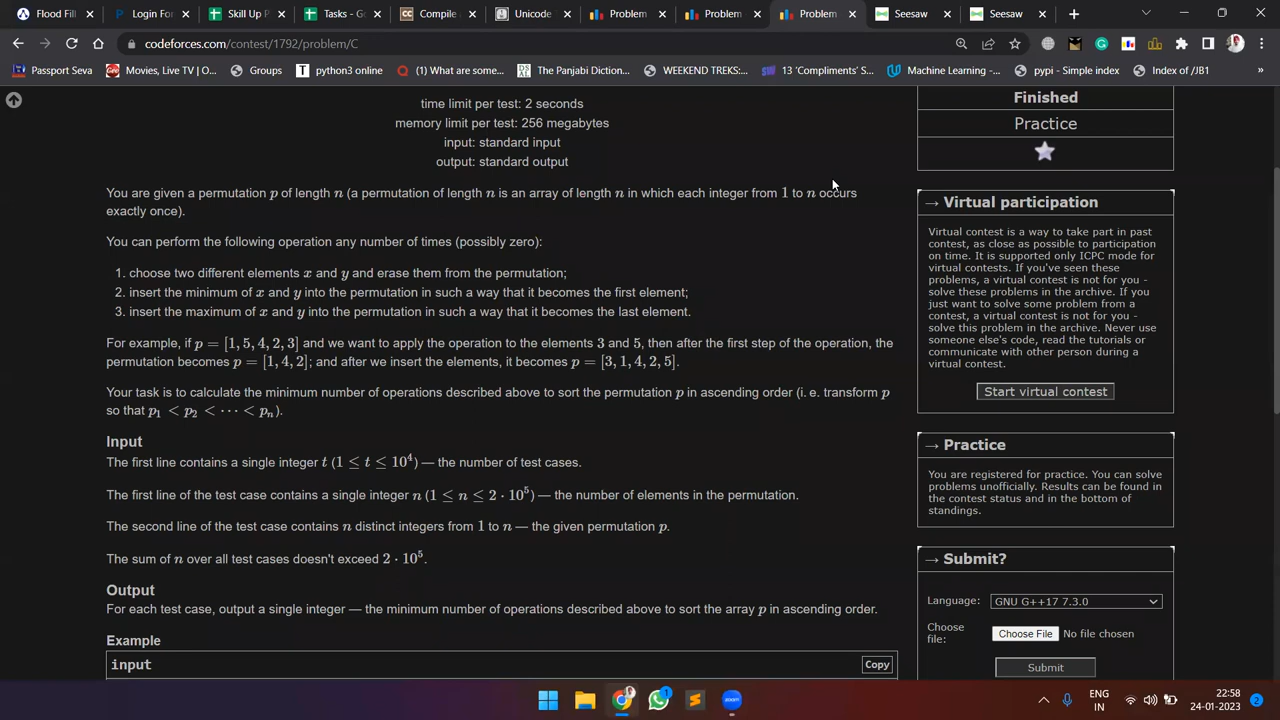 Flood Fill
Login For
Skill Up P
Tasks - Go
Compile a
Unicode
Problem
Problem
Problem
Seesaw
Seesaw
codeforces.com/contest/1792/problem/C
Passport Seva
Movies, Live TV | O...
Groups
python3 online
(1) What are some...
The Panjabi Diction...
WEEKEND TREKS:...
13 'Compliments' S...
Machine Learning -...
pypi - Simple index
Index of /JB1
time limit per test: 2 seconds
memory limit per test: 256 megabytes
input: standard input
output: standard output
You are given a permutation p of length n (a permutation of length n is an array of length n in which each integer from 1 to n occurs
exactly once).
You can perform the following operation any number of times (possibly zero):
1. choose two different elements x and y and erase them from the permutation;
2. insert the minimum of x and y into the permutation in such a way that it becomes the first element;
3. insert the maximum of x and y into the permutation in such a way that it becomes the last element.
For example, if p = [1, 5, 4, 2, 3] and we want to apply the operation to the elements 3 and 5, then after the first step of the operation, the
permutation becomes p = [1, 4, 2]; and after we insert the elements, it becomes p = [3, 1, 4, 2, 5].
Your task is to calculate the minimum number of operations described above to sort the permutation p in ascending order (i. e. transform p
so that p₁ < p₂ < ⋯ < pₙ).
Input
The first line contains a single integer t (1 ≤ t ≤ 10⁴) — the number of test cases.
The first line of the test case contains a single integer n (1 ≤ n ≤ 2 · 10⁵) — the number of elements in the permutation.
The second line of the test case contains n distinct integers from 1 to n — the given permutation p.
The sum of n over all test cases doesn't exceed 2 · 10⁵.
Output
For each test case, output a single integer — the minimum number of operations described above to sort the array p in ascending order.
Example
input
Copy
Finished
Practice
→ Virtual participation
Virtual contest is a way to take part in past
contest, as close as possible to participation
on time. It is supported only ICPC mode for
virtual contests. If you've seen these
problems, a virtual contest is not for you -
solve these problems in the archive. If you
just want to solve some problem from a
contest, a virtual contest is not for you -
solve this problem in the archive. Never use
someone else's code, read the tutorials or
communicate with other person during a
virtual contest.
Start virtual contest
→ Practice
You are registered for practice. You can solve
problems unofficially. Results can be found in
the contest status and in the bottom of
standings.
→ Submit?
Language:
GNU G++17 7.3.0
Choose
file:
Choose File No file chosen
Submit
zoom
ENG
IN
22:58
24-01-2023